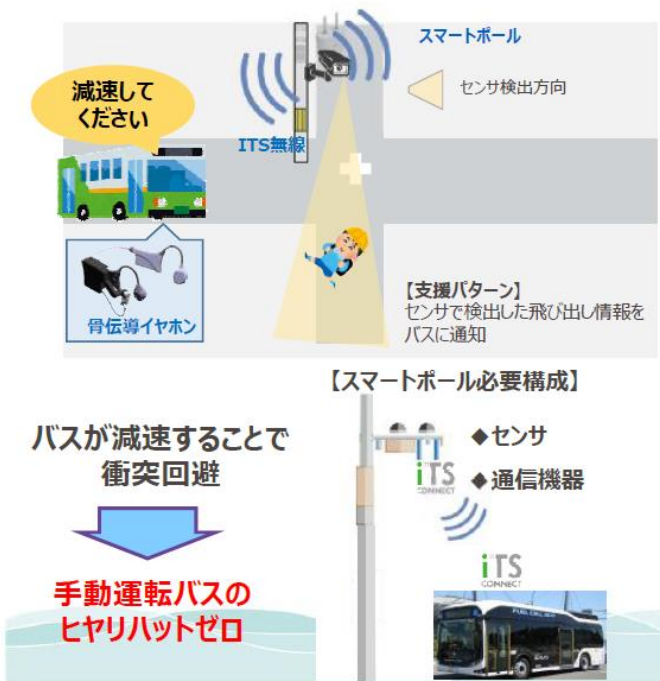 スマートポール
センサ検出方向
減速して
ください
ITS無線
骨伝導イヤホン
【支援パターン】
センサで検出した飛び出し情報を
バスに通知
【スマートポール必要構成】
バスが減速することで
衝突回避
◆センサ
◆通信機器
iTS
CONNECT
iTS
CONNECT
手動運転バスの
ヒヤリハットゼロ
FUEL CELL BUS